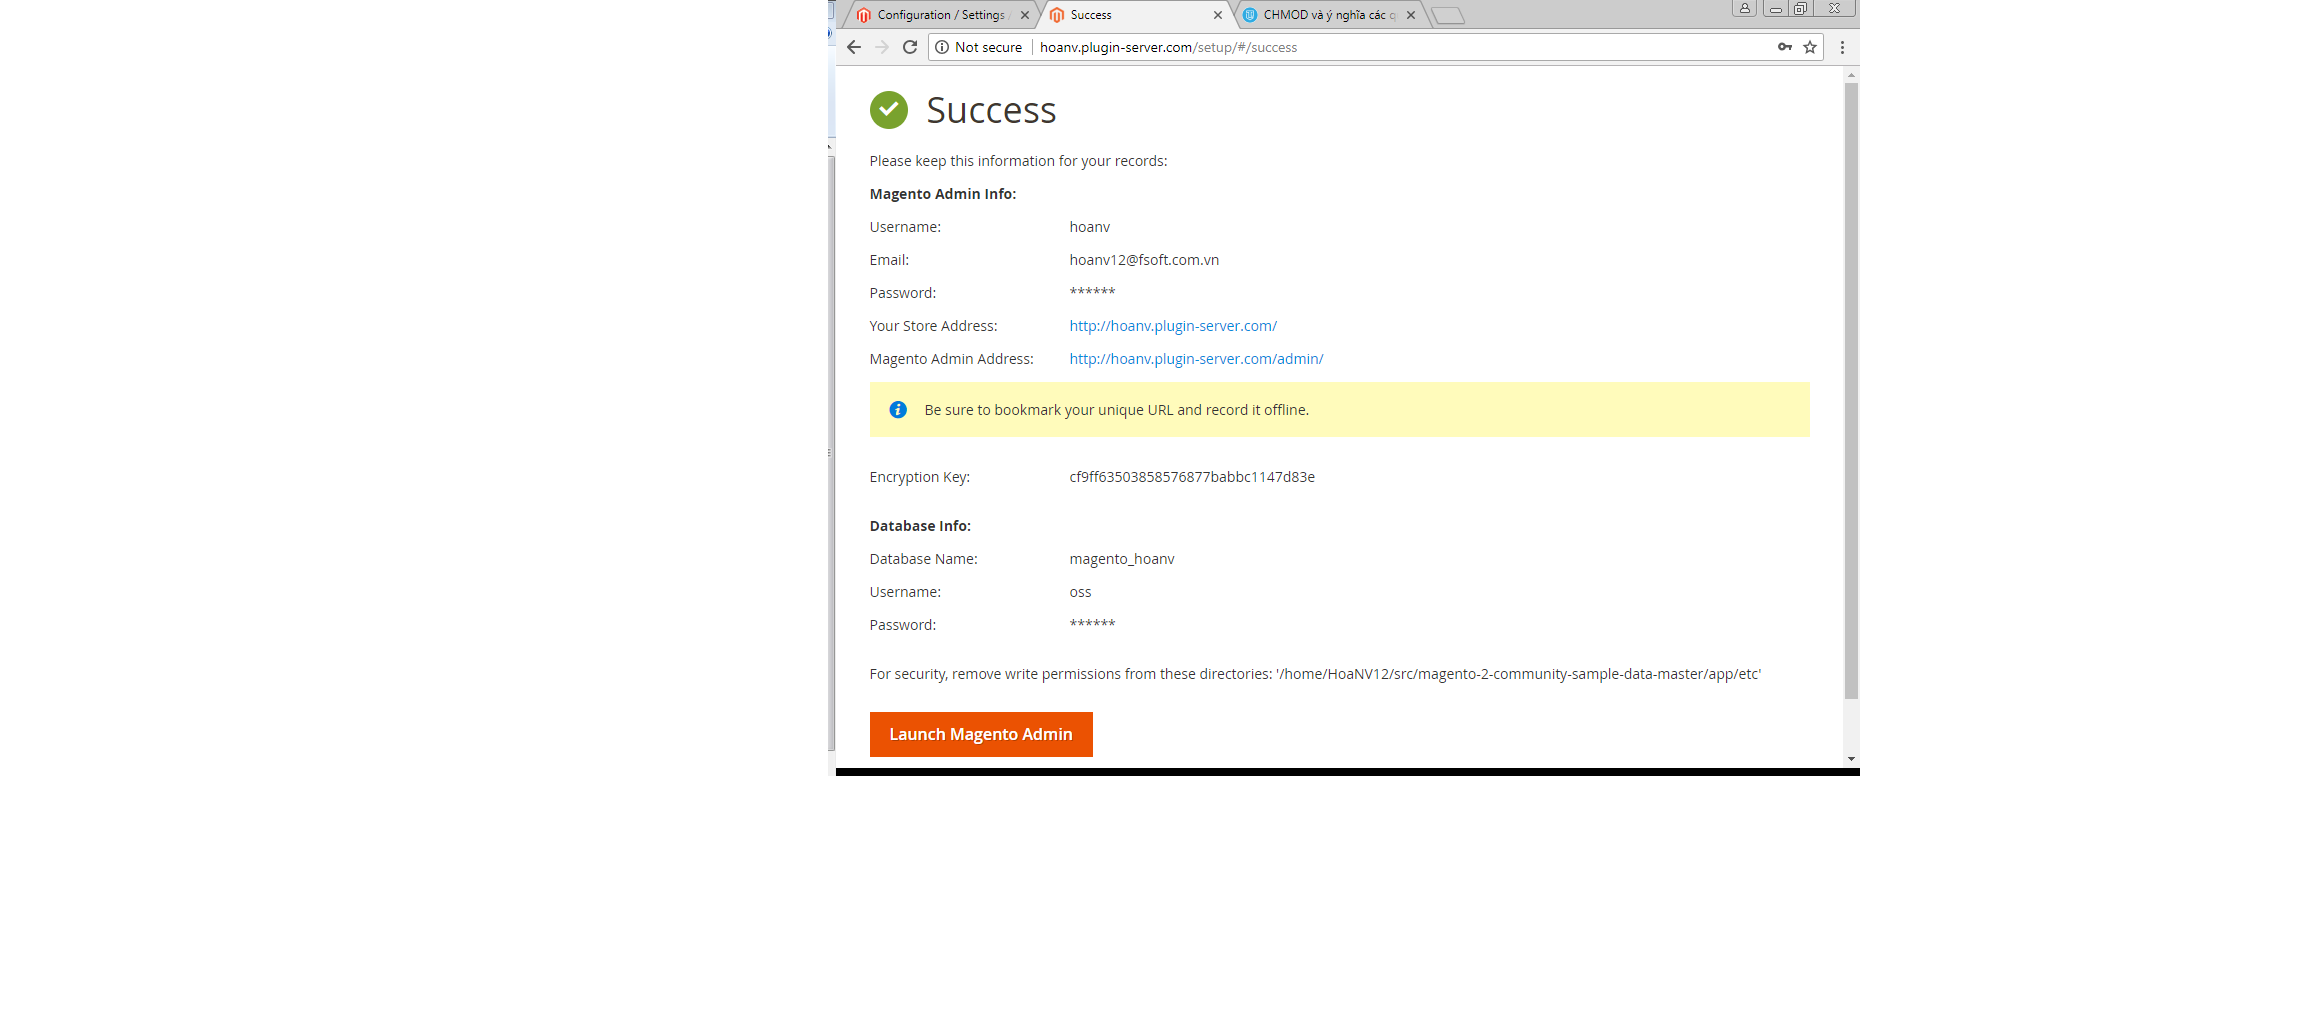 Configuration / Settings
Success
CHMOD và ý nghĩa các
Not secure
hoanv.plugin-server.com/setup/#/success
Success
Please keep this information for your records:
Magento Admin Info:
Username: hoanv
Email: hoanv12@fsoft.com.vn
Password: ******
Your Store Address: http://hoanv.plugin-server.com/
Magento Admin Address: http://hoanv.plugin-server.com/admin/
Be sure to bookmark your unique URL and record it offline.
Encryption Key: cf9ff63503858576877babbc1147d83e
Database Info:
Database Name: magento_hoanv
Username: oss
Password: ******
For security, remove write permissions from these directories: '/home/HoaNV12/src/magento-2-community-sample-data-master/app/etc'
Launch Magento Admin